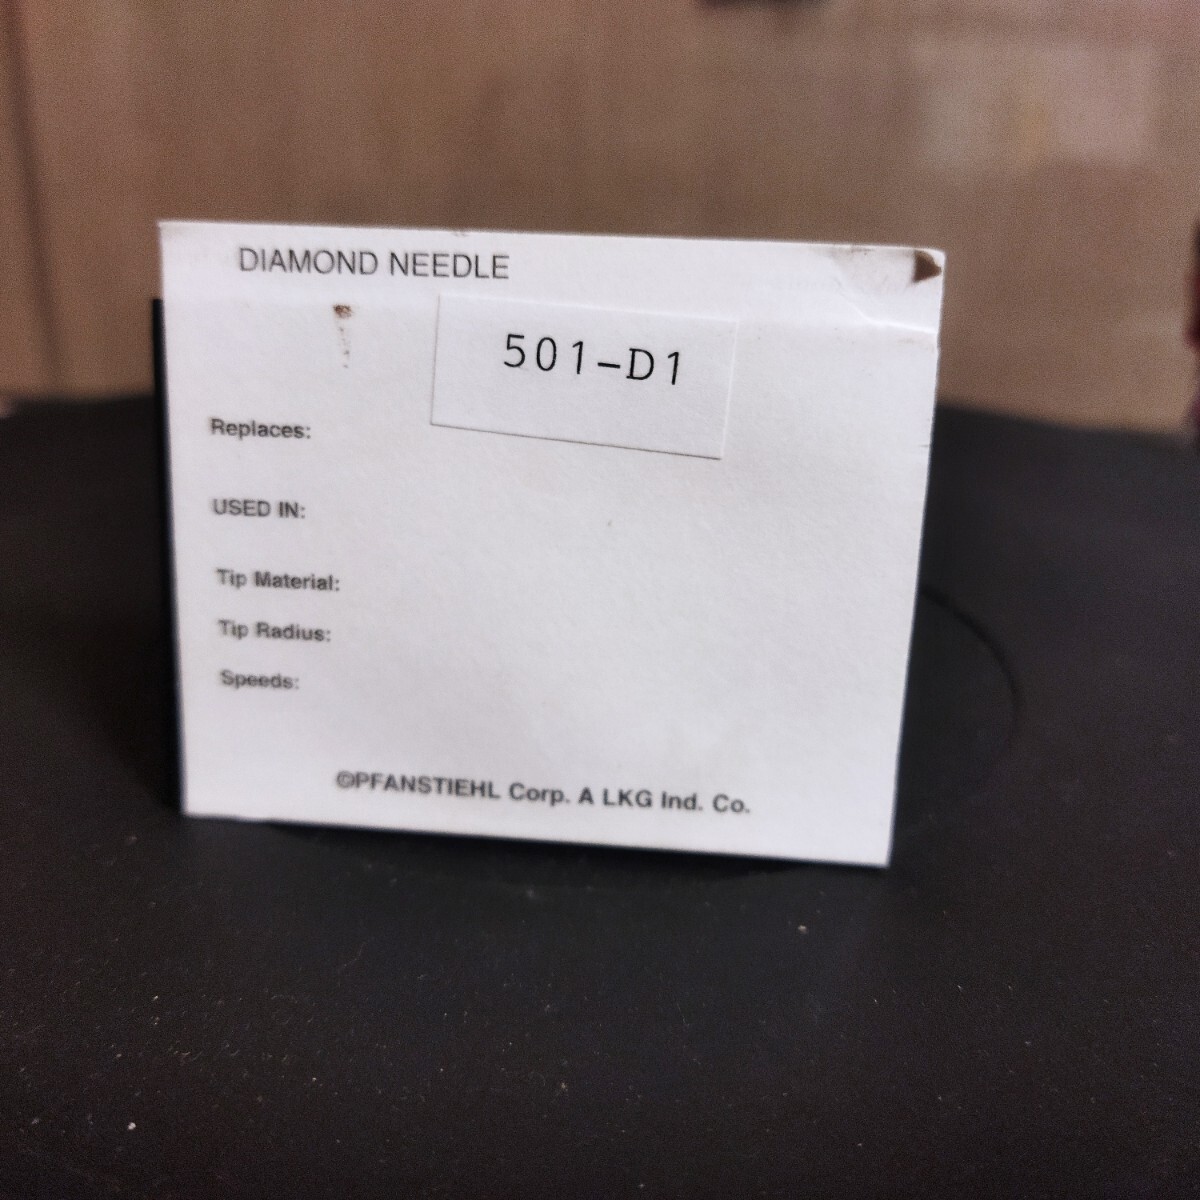 DIAMOND NEEDLE
501-D1
Replaces:
USED IN:
Tip Material:
Tip Radius:
Speeds:
©PFANSTIEHL Corp. A LKG Ind. Co.